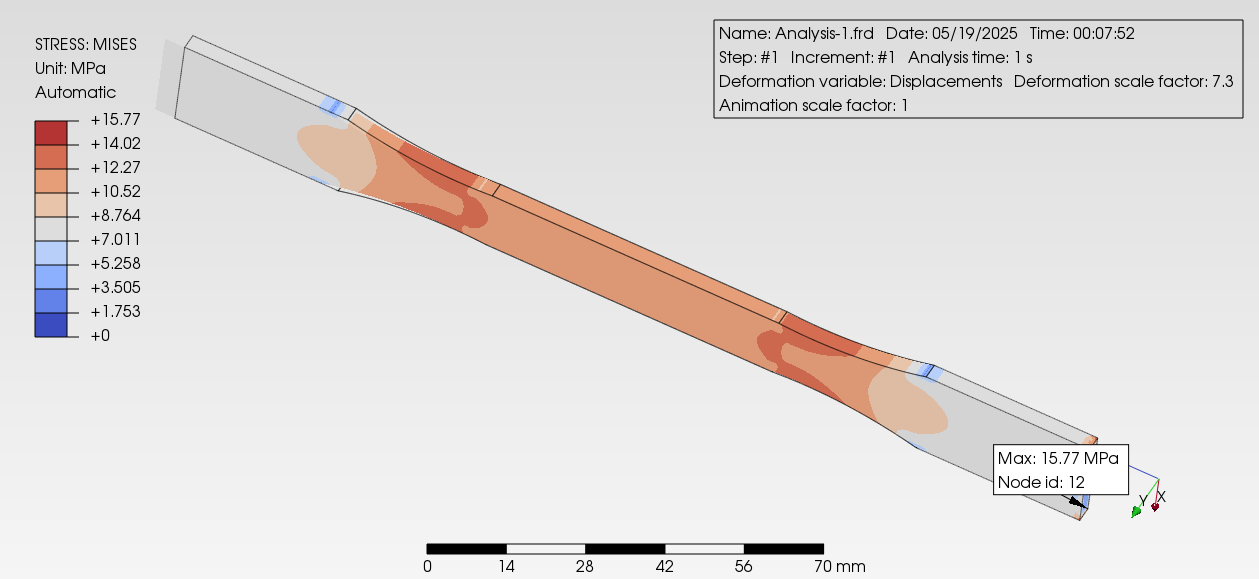 STRESS: MISES
Unit: MPa
Automatic
+15.77
+14.02
+12.27
+10.52
+8.764
+7.011
+5.258
+3.505
+1.753
+0
Name: Analysis-1.frd Date: 05/19/2025 Time: 00:07:52
Step: #1 Increment: #1 Analysis time: 1 s
Deformation variable: Displacements Deformation scale factor: 7.3
Animation scale factor: 1
Max: 15.77 MPa
Node id: 12
Y X
0 14 28 42 56 70 mm